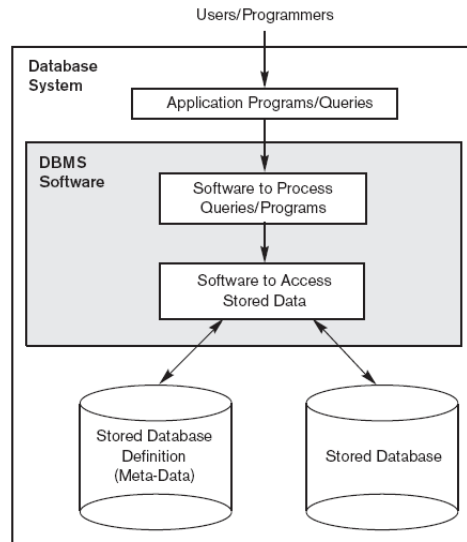 Users/Programmers
Database
System
Application Programs/Queries
DBMS
Software
Software to Process
Queries/Programs
Software to Access
Stored Data
Stored Database
Definition
(Meta-Data)
Stored Database